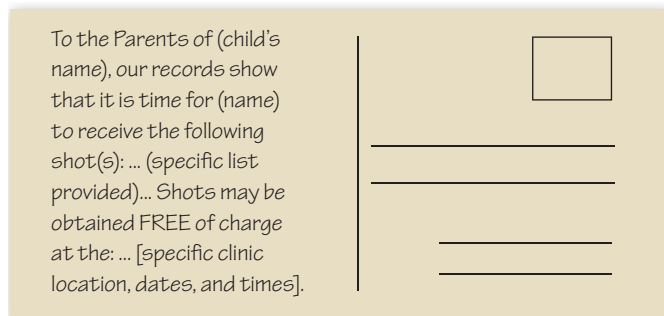 To the Parents of (child's
name), our records show
that it is time for (name)
to receive the following
shot(s): ... (specific list
provided)... Shots may be
obtained FREE of charge
at the: ... [specific clinic
location, dates, and times].